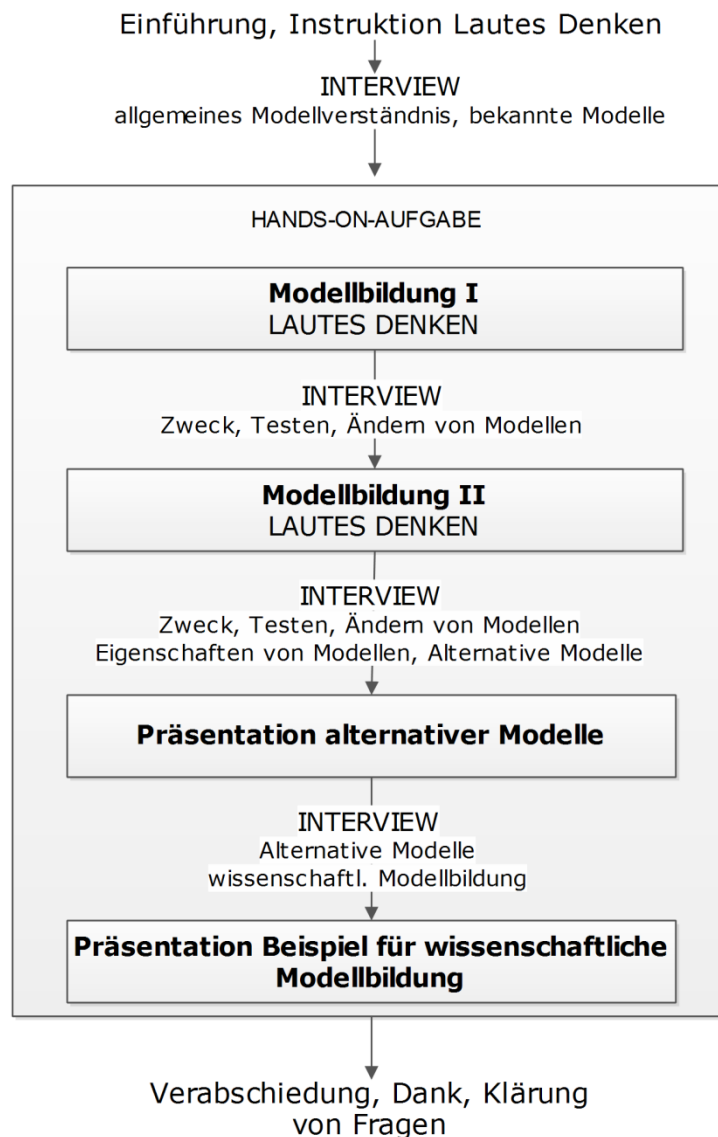 Einführung, Instruktion Lautes Denken
INTERVIEW
allgemeines Modellverständnis, bekannte Modelle
HANDS-ON-AUFGABE
Modellbildung I
LAUTES DENKEN
INTERVIEW
Zweck, Testen, Ändern von Modellen
Modellbildung II
LAUTES DENKEN
INTERVIEW
Zweck, Testen, Ändern von Modellen
Eigenschaften von Modellen, Alternative Modelle
Präsentation alternativer Modelle
INTERVIEW
Alternative Modelle
wissenschaftl. Modellbildung
Präsentation Beispiel für wissenschaftliche
Modellbildung
Verabschiedung, Dank, Klärung
von Fragen